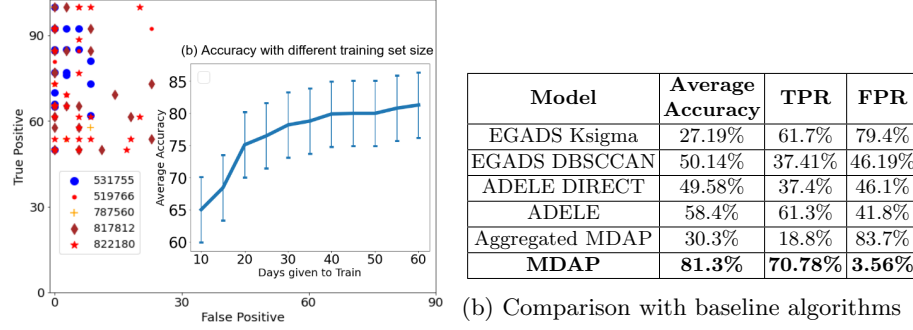 (b) Accuracy with different training set size
True Positive
90
60
30
0
0
30
60
90
False Positive
531755
519766
787560
817812
822180
Average Accuracy
85
80
75
70
65
60
10
20
30
40
50
60
Days given to Train
Model Average Accuracy TPR FPR
EGADS Ksigma 27.19% 61.7% 79.4%
EGADS DBSCCAN 50.14% 37.41% 46.19%
ADELE DIRECT 49.58% 37.4% 46.1%
ADELE 58.4% 61.3% 41.8%
Aggregated MDAP 30.3% 18.8% 83.7%
MDAP 81.3% 70.78% 3.56%
(b) Comparison with baseline algorithms